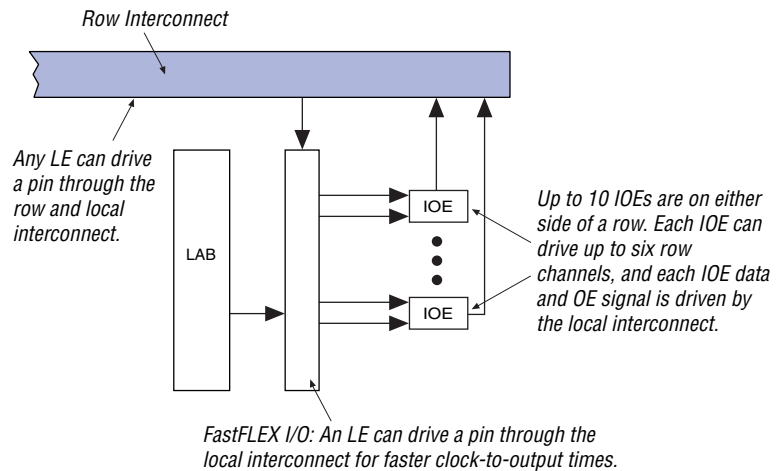 Row Interconnect
Any LE can drive
a pin through the
row and local
interconnect.
LAB
IOE
IOE
Up to 10 IOEs are on either
side of a row. Each IOE can
drive up to six row
channels, and each IOE data
and OE signal is driven by
the local interconnect.
FastFLEX I/O: An LE can drive a pin through the
local interconnect for faster clock-to-output times.